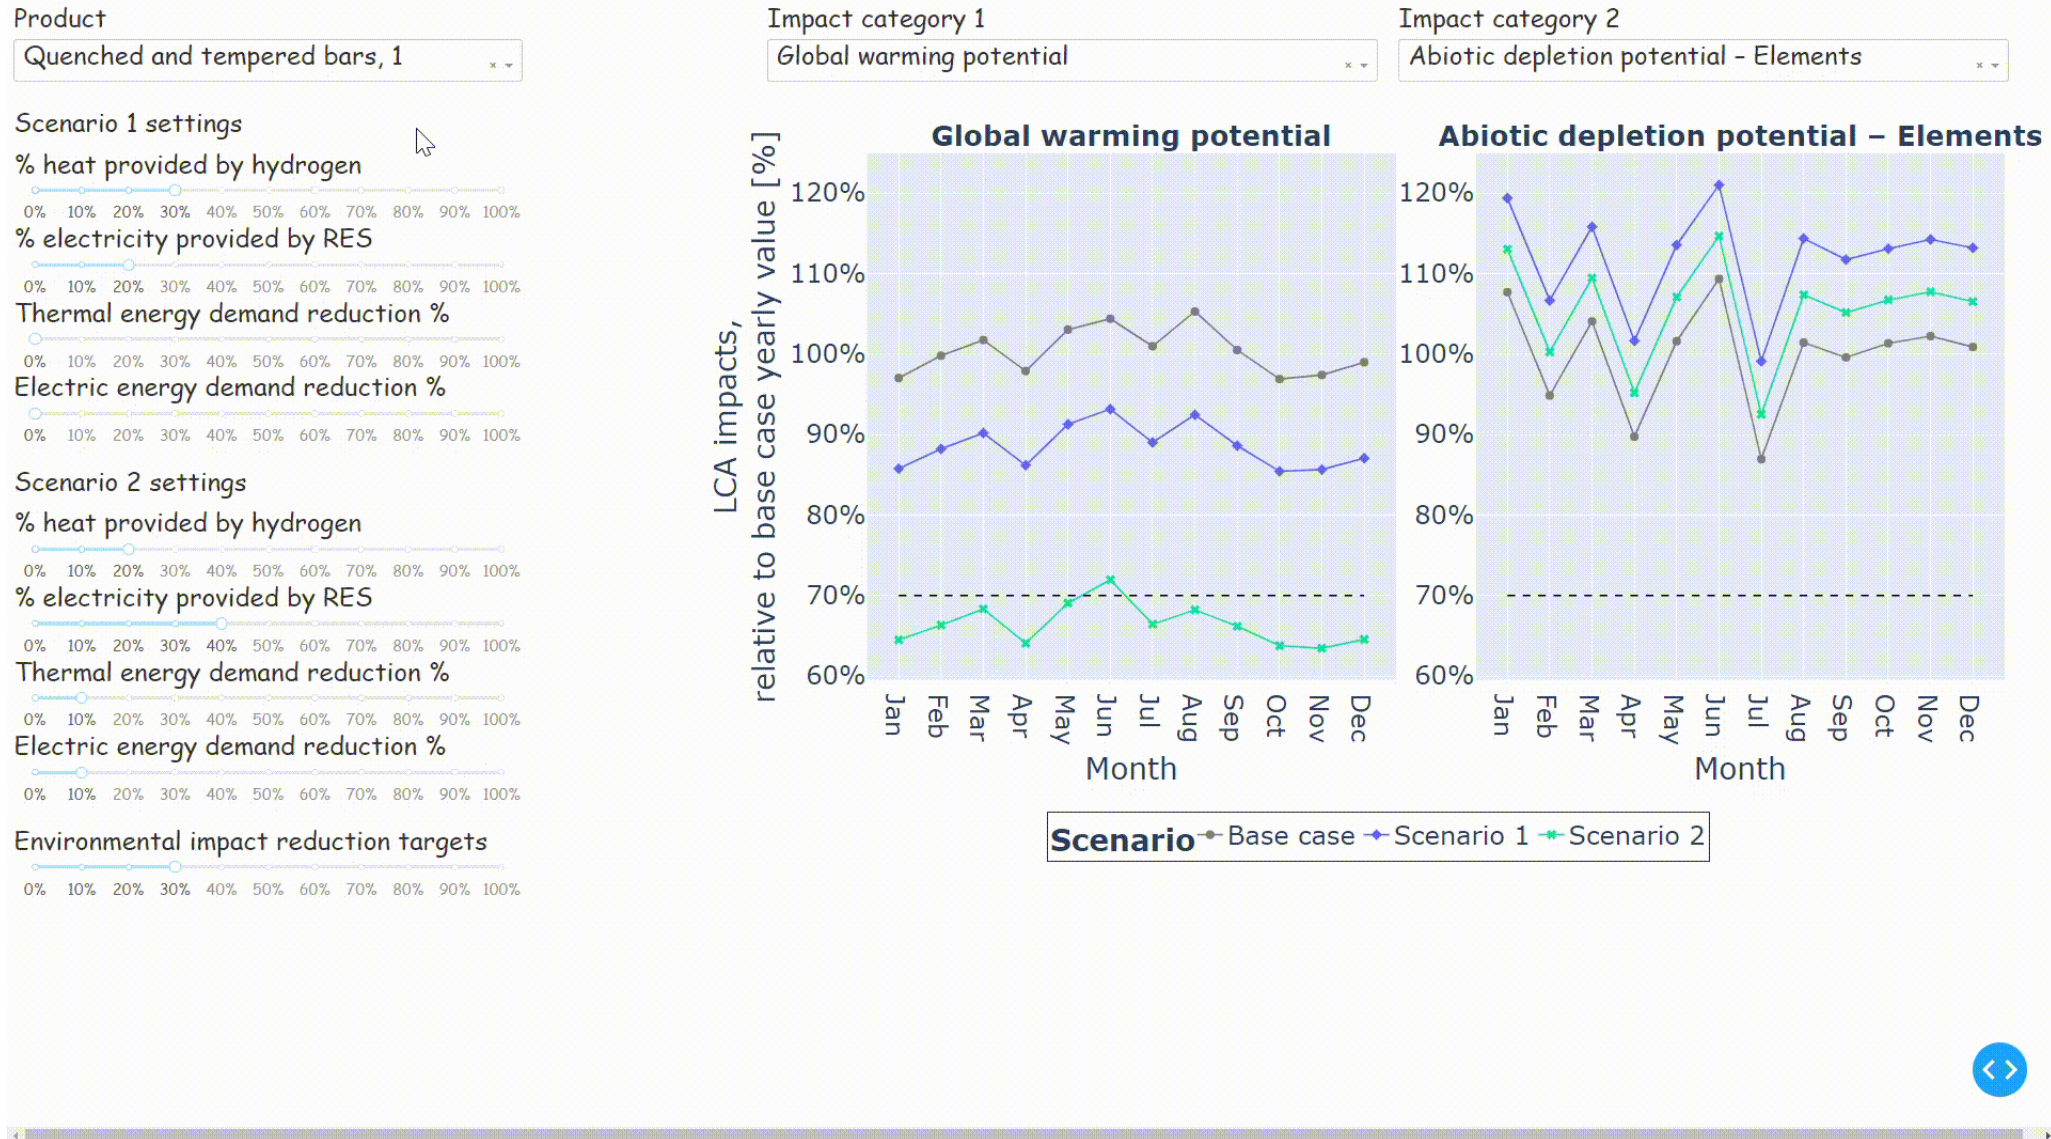 Product
Quenched and tempered bars, 1
Impact category 1
Global warming potential
Impact category 2
Abiotic depletion potential – Elements
Scenario 1 settings
% heat provided by hydrogen
0% 10% 20% 30% 40% 50% 60% 70% 80% 90% 100%
% electricity provided by RES
0% 10% 20% 30% 40% 50% 60% 70% 80% 90% 100%
Thermal energy demand reduction %
0% 10% 20% 30% 40% 50% 60% 70% 80% 90% 100%
Electric energy demand reduction %
0% 10% 20% 30% 40% 50% 60% 70% 80% 90% 100%
Scenario 2 settings
% heat provided by hydrogen
0% 10% 20% 30% 40% 50% 60% 70% 80% 90% 100%
% electricity provided by RES
0% 10% 20% 30% 40% 50% 60% 70% 80% 90% 100%
Thermal energy demand reduction %
0% 10% 20% 30% 40% 50% 60% 70% 80% 90% 100%
Electric energy demand reduction %
0% 10% 20% 30% 40% 50% 60% 70% 80% 90% 100%
Environmental impact reduction targets
0% 10% 20% 30% 40% 50% 60% 70% 80% 90% 100%
LCA impacts,
relative to base case yearly value [%]
Global warming potential
120%
110%
100%
90%
80%
70%
60%
Jan Feb Mar Apr May Jun Jul Aug Sep Oct Nov Dec
Month
Abiotic depletion potential – Elements
120%
110%
100%
90%
80%
70%
60%
Jan Feb Mar Apr May Jun Jul Aug Sep Oct Nov Dec
Month
Scenario Base case Scenario 1 Scenario 2